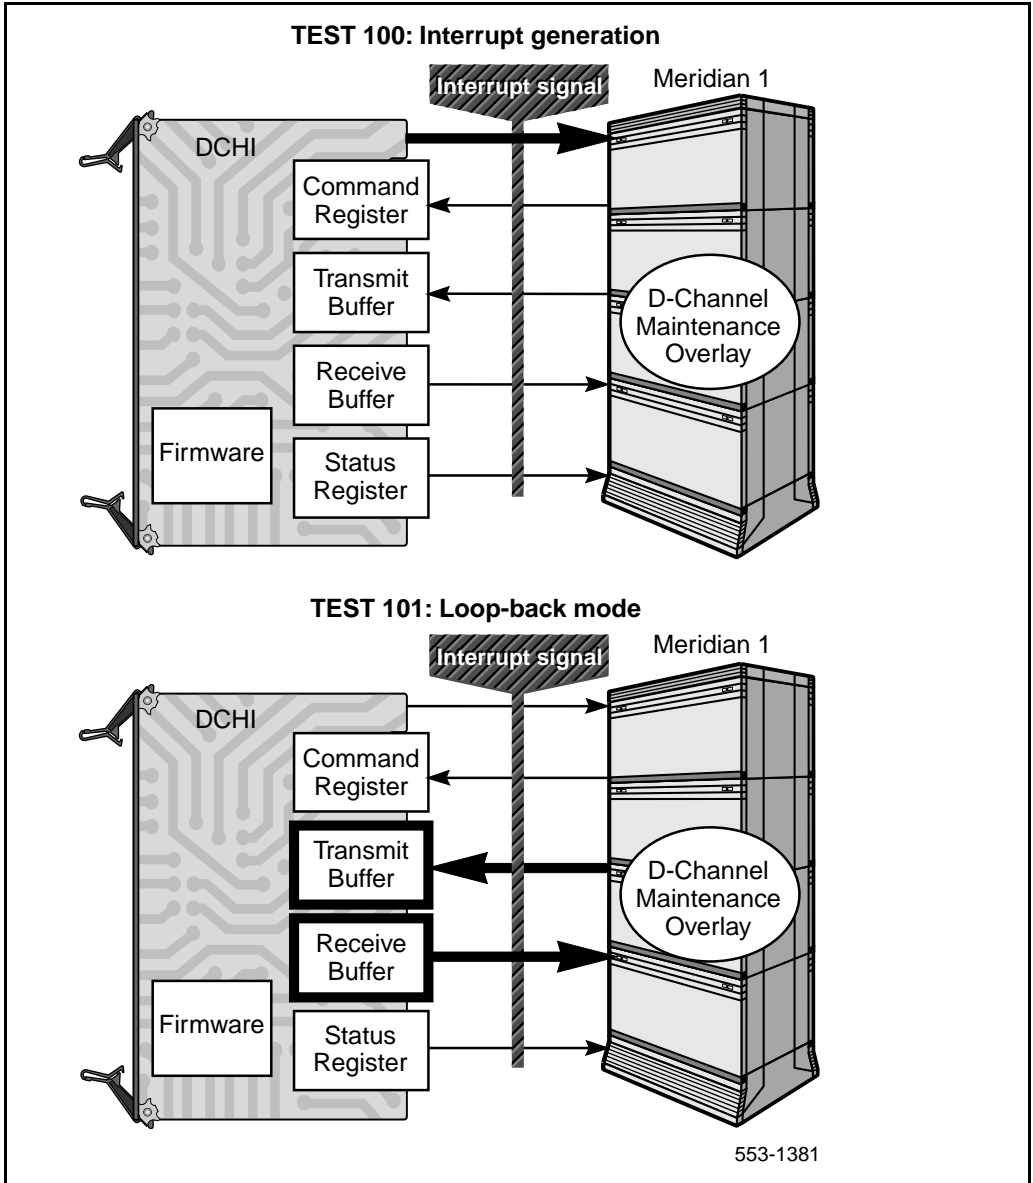 TEST 100: Interrupt generation
Interrupt signal
Meridian 1
DCHI
Command
Register
Transmit
Buffer
D-Channel
Maintenance
Overlay
Receive
Buffer
Firmware
Status
Register
TEST 101: Loop-back mode
Interrupt signal
Meridian 1
DCHI
Command
Register
Transmit
Buffer
D-Channel
Maintenance
Overlay
Receive
Buffer
Firmware
Status
Register
553-1381